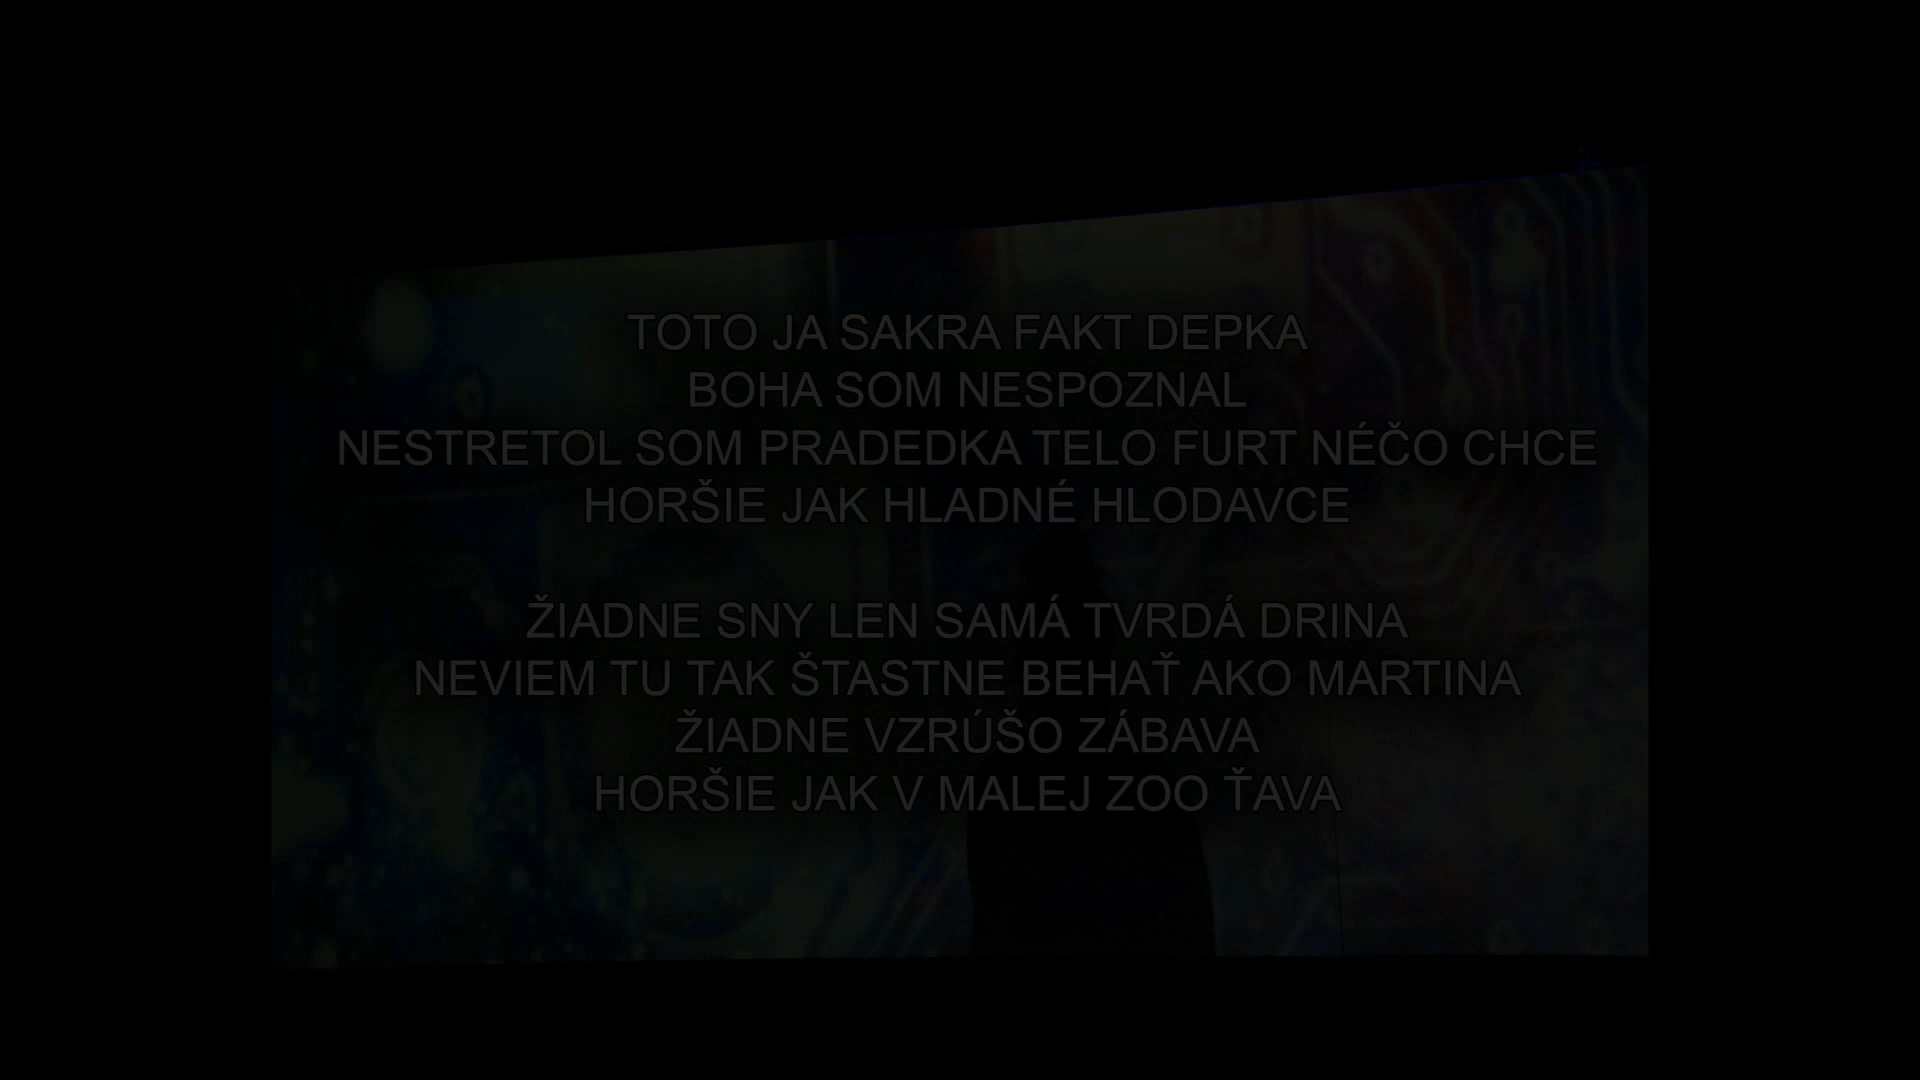 TOTO JA SAKRA FAKT DEPKA
BOHA SOM NESPOZNAL
NESTRETOL SOM PRADEDKA TELO FURT NÉČO CHCE
HORŠIE JAK HLADNÉ HLODAVCE
ŽIADNE SNY LEN SAMÁ TVRDÁ DRINA
NEVIEM TU TAK ŠTASTNE BEHAŤ AKO MARTINA
ŽIADNE VZRÚŠO ZÁBAVA
HORŠIE JAK V MALEJ ZOO ŤAVA